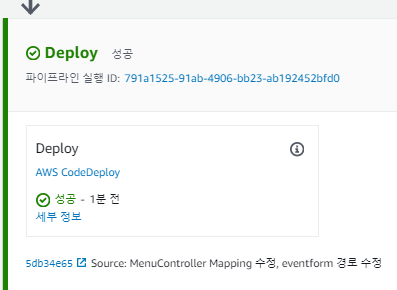 Deploy 성공
파이프라인 실행 ID: 791a1525-91ab-4906-bb23-ab192452bfd0
Deploy
AWS CodeDeploy
성공 - 1분 전
세부 정보
5db34e65 Source: MenuController Mapping 수정, eventform 경로 수정